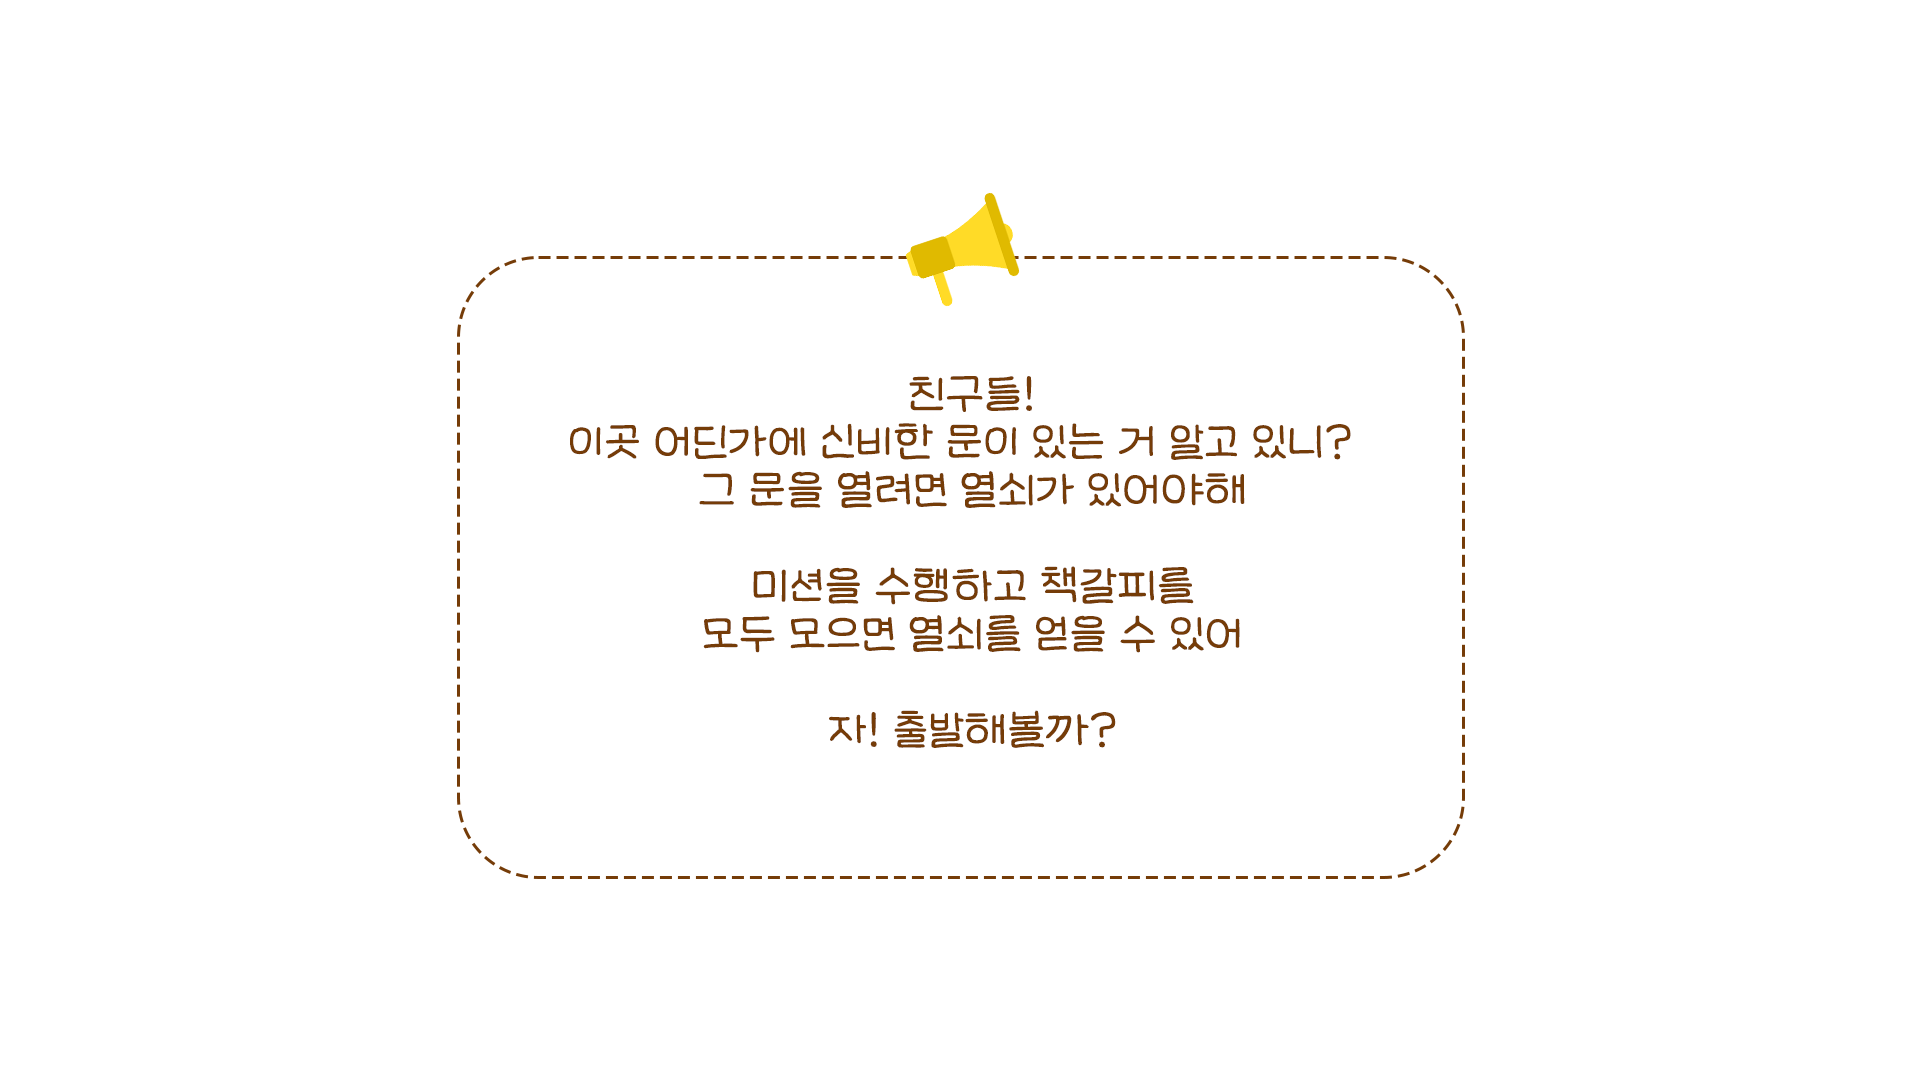 친구들!
이곳 어딘가에 신비한 문이 있는 거 알고 있니?
그 문을 열려면 열쇠가 있어야해
미션을 수행하고 책갈피를
모두 모으면 열쇠를 얻을 수 있어
자! 출발해볼까?